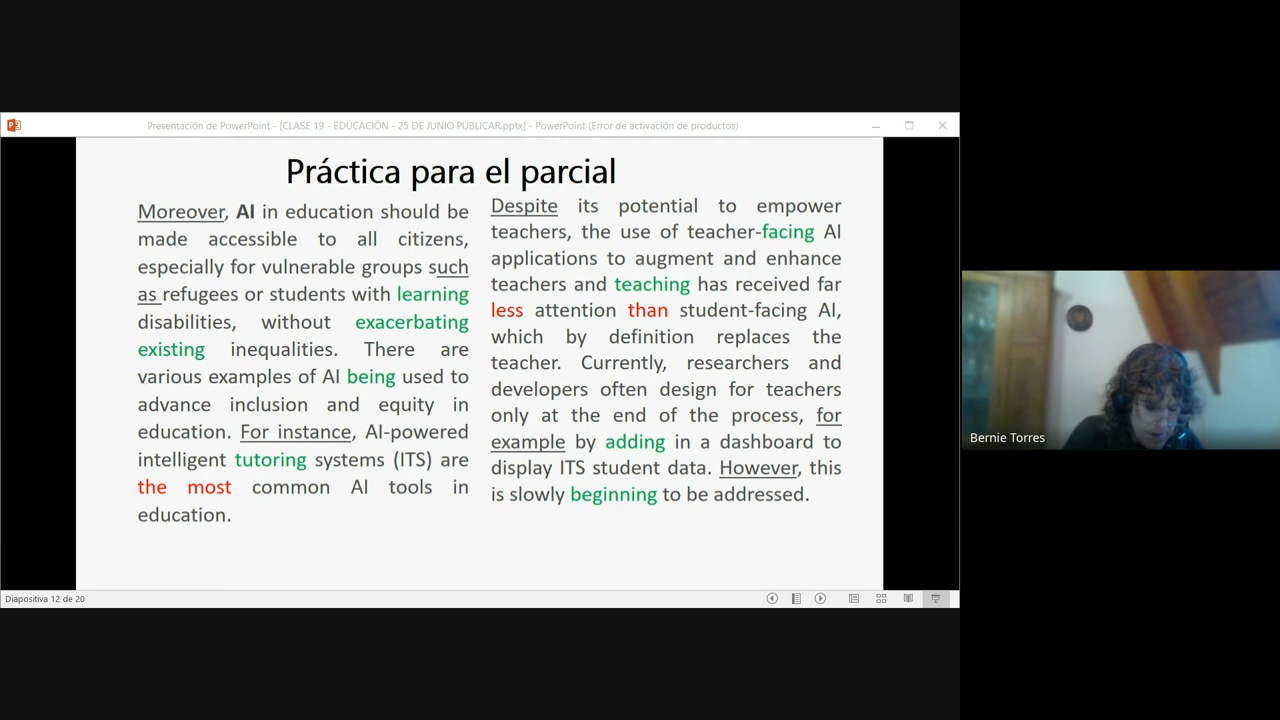 Presentación de PowerPoint - [CLASE 19 - EDUCACIÓN - 25 DE JUNIO PUBLICAR.pptx] - PowerPoint (Error de activación de productos)
Práctica para el parcial
Moreover, AI in education should be
made accessible to all citizens,
especially for vulnerable groups such
as refugees or students with learning
disabilities, without exacerbating
existing inequalities. There are
various examples of AI being used to
advance inclusion and equity in
education. For instance, AI-powered
intelligent tutoring systems (ITS) are
the most common AI tools in
education.
Despite its potential to empower
teachers, the use of teacher-facing AI
applications to augment and enhance
teachers and teaching has received far
less attention than student-facing AI,
which by definition replaces the
teacher. Currently, researchers and
developers often design for teachers
only at the end of the process, for
example by adding in a dashboard to
display ITS student data. However, this
is slowly beginning to be addressed.
Diapositiva 12 de 20
Bernie Torres